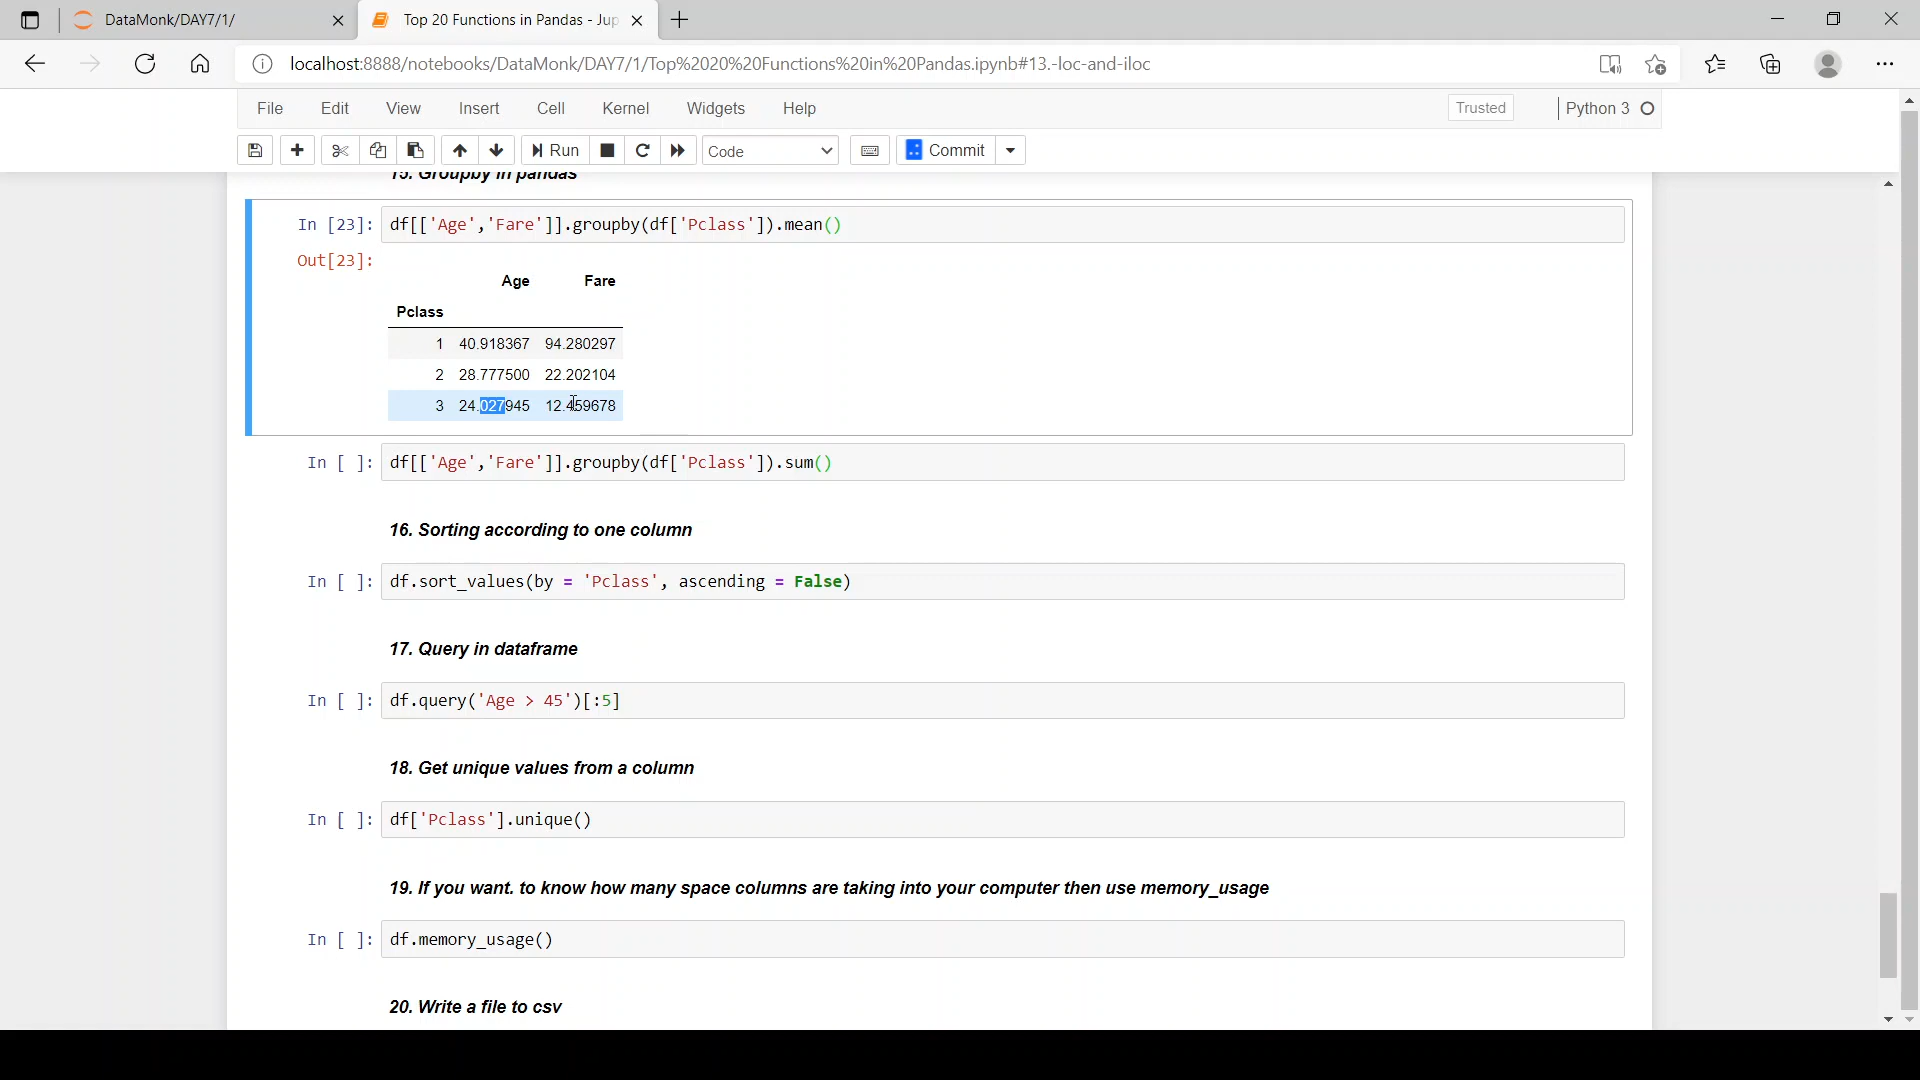 DataMonk/DAY7/1/
Top 20 Functions in Pandas - Jup
localhost:8888/notebooks/DataMonk/DAY7/1/Top%2020%20Functions%20in%20Pandas.ipynb#13.-loc-and-iloc
File Edit View Insert Cell Kernel Widgets Help Trusted Python 3
Run Code Commit
15. Groupby in pandas
In [23]: df[['Age','Fare']].groupby(df['Pclass']).mean()
Out[23]:
Age Fare
Pclass
1 40.918367 94.280297
2 28.777500 22.202104
3 24.027945 12.459678
In [ ]: df[['Age','Fare']].groupby(df['Pclass']).sum()
16. Sorting according to one column
In [ ]: df.sort_values(by = 'Pclass', ascending = False)
17. Query in dataframe
In [ ]: df.query('Age > 45')[:5]
18. Get unique values from a column
In [ ]: df['Pclass'].unique()
19. If you want. to know how many space columns are taking into your computer then use memory_usage
In [ ]: df.memory_usage()
20. Write a file to csv